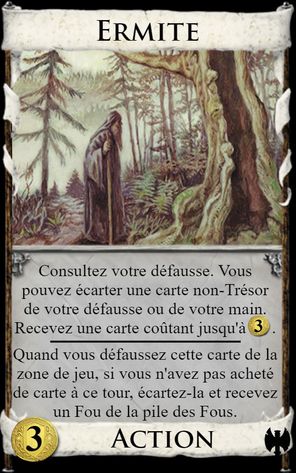 ERMITE
Consultez votre défausse. Vous
pouvez écarter une carte non-Trésor
de votre défausse ou de votre main.
Recevez une carte coûtant jusqu'à 3.
Quand vous défaussez cette carte de la
zone de jeu, si vous n'avez pas acheté
de carte à ce tour, écartez-la et recevez
un Fou de la pile des Fous.
3 ACTION